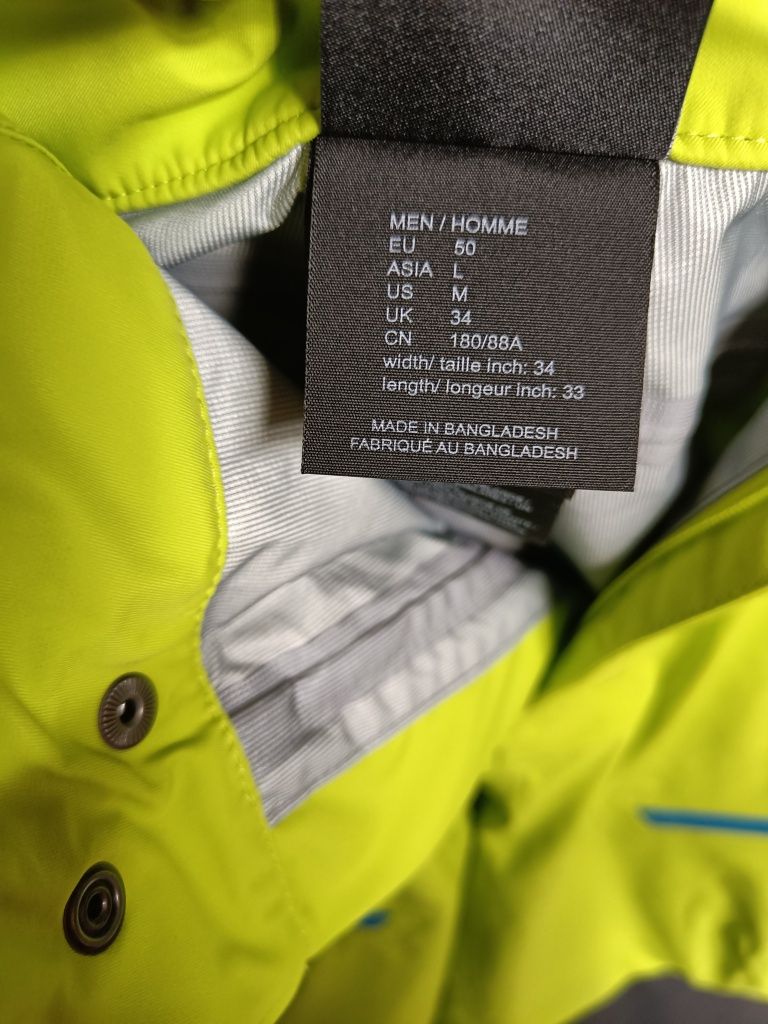 MEN / HOMME
EU 50
ASIA L
US M
UK 34
CN 180/88A
width/ taille inch: 34
length/ longeur inch: 33
MADE IN BANGLADESH
FABRIQUÉ AU BANGLADESH